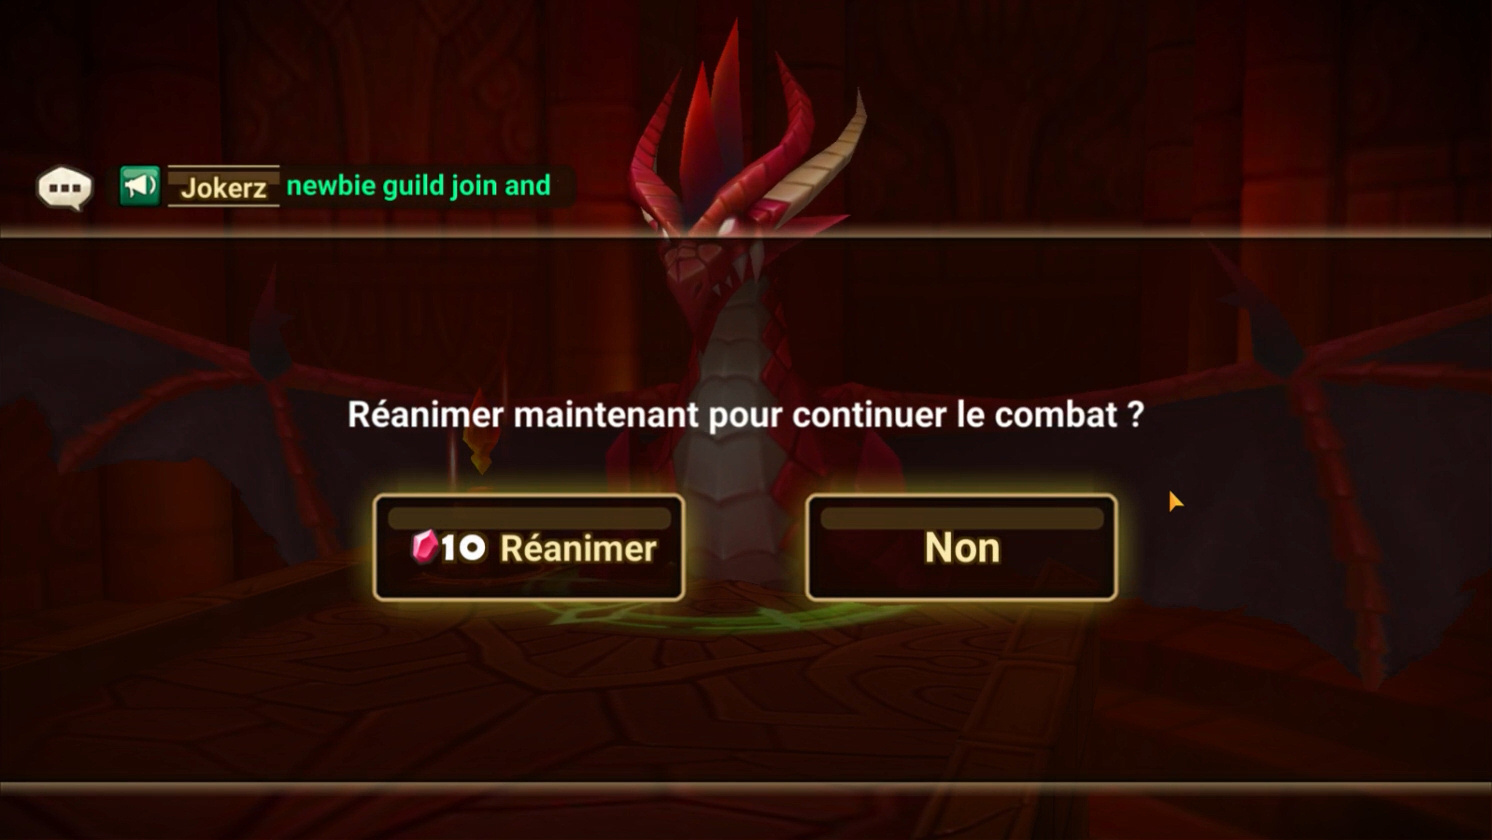 Jokerz newbie guild join and
Réanimer maintenant pour continuer le combat ?
10 Réanimer
Non